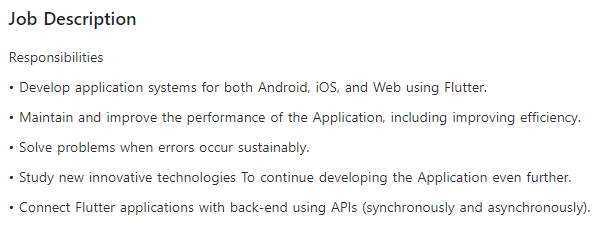 Job Description
Responsibilities
• Develop application systems for both Android, iOS, and Web using Flutter.
• Maintain and improve the performance of the Application, including improving efficiency.
• Solve problems when errors occur sustainably.
• Study new innovative technologies To continue developing the Application even further.
• Connect Flutter applications with back-end using APIs (synchronously and asynchronously).